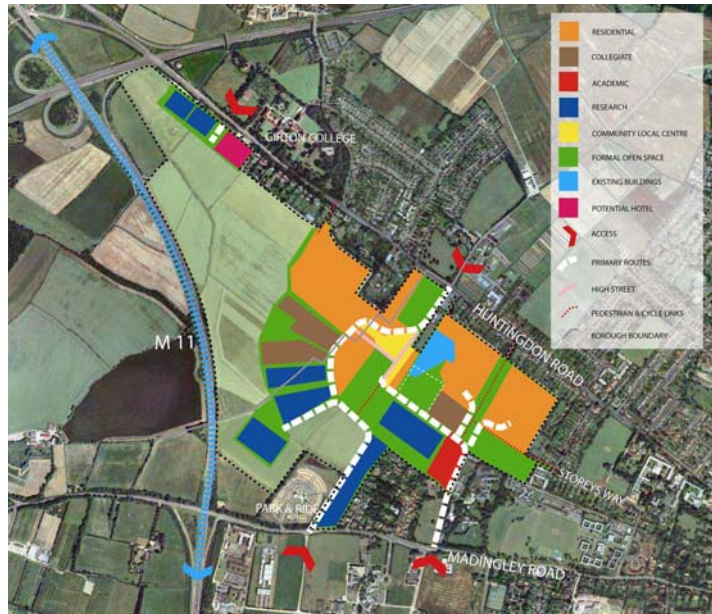 RESIDENTIAL
COLLEGIATE
ACADEMIC
RESEARCH
COMMUNITY LOCAL CENTRE
FORMAL OPEN SPACE
EXISTING BUILDINGS
POTENTIAL HOTEL
ACCESS
PRIMARY ROUTES
HIGH STREET
PEDESTRIAN & CYCLE LINKS
BOROUGH BOUNDARY
GIRTON COLLEGE
HUNTINGDON ROAD
M 11
STOREYS WAY
PARK & RIDE
MADINGLEY ROAD